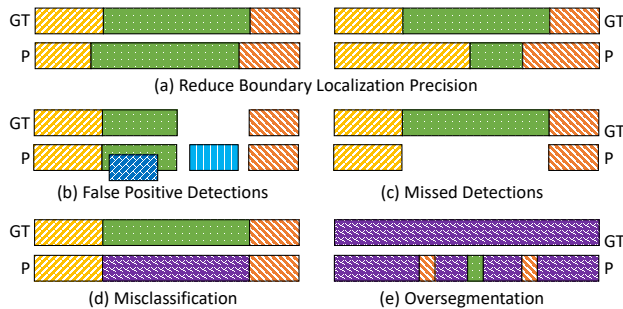 GT GT
P P
(a) Reduce Boundary Localization Precision
GT GT
P P
(b) False Positive Detections (c) Missed Detections
GT GT
P P
(d) Misclassification (e) Oversegmentation